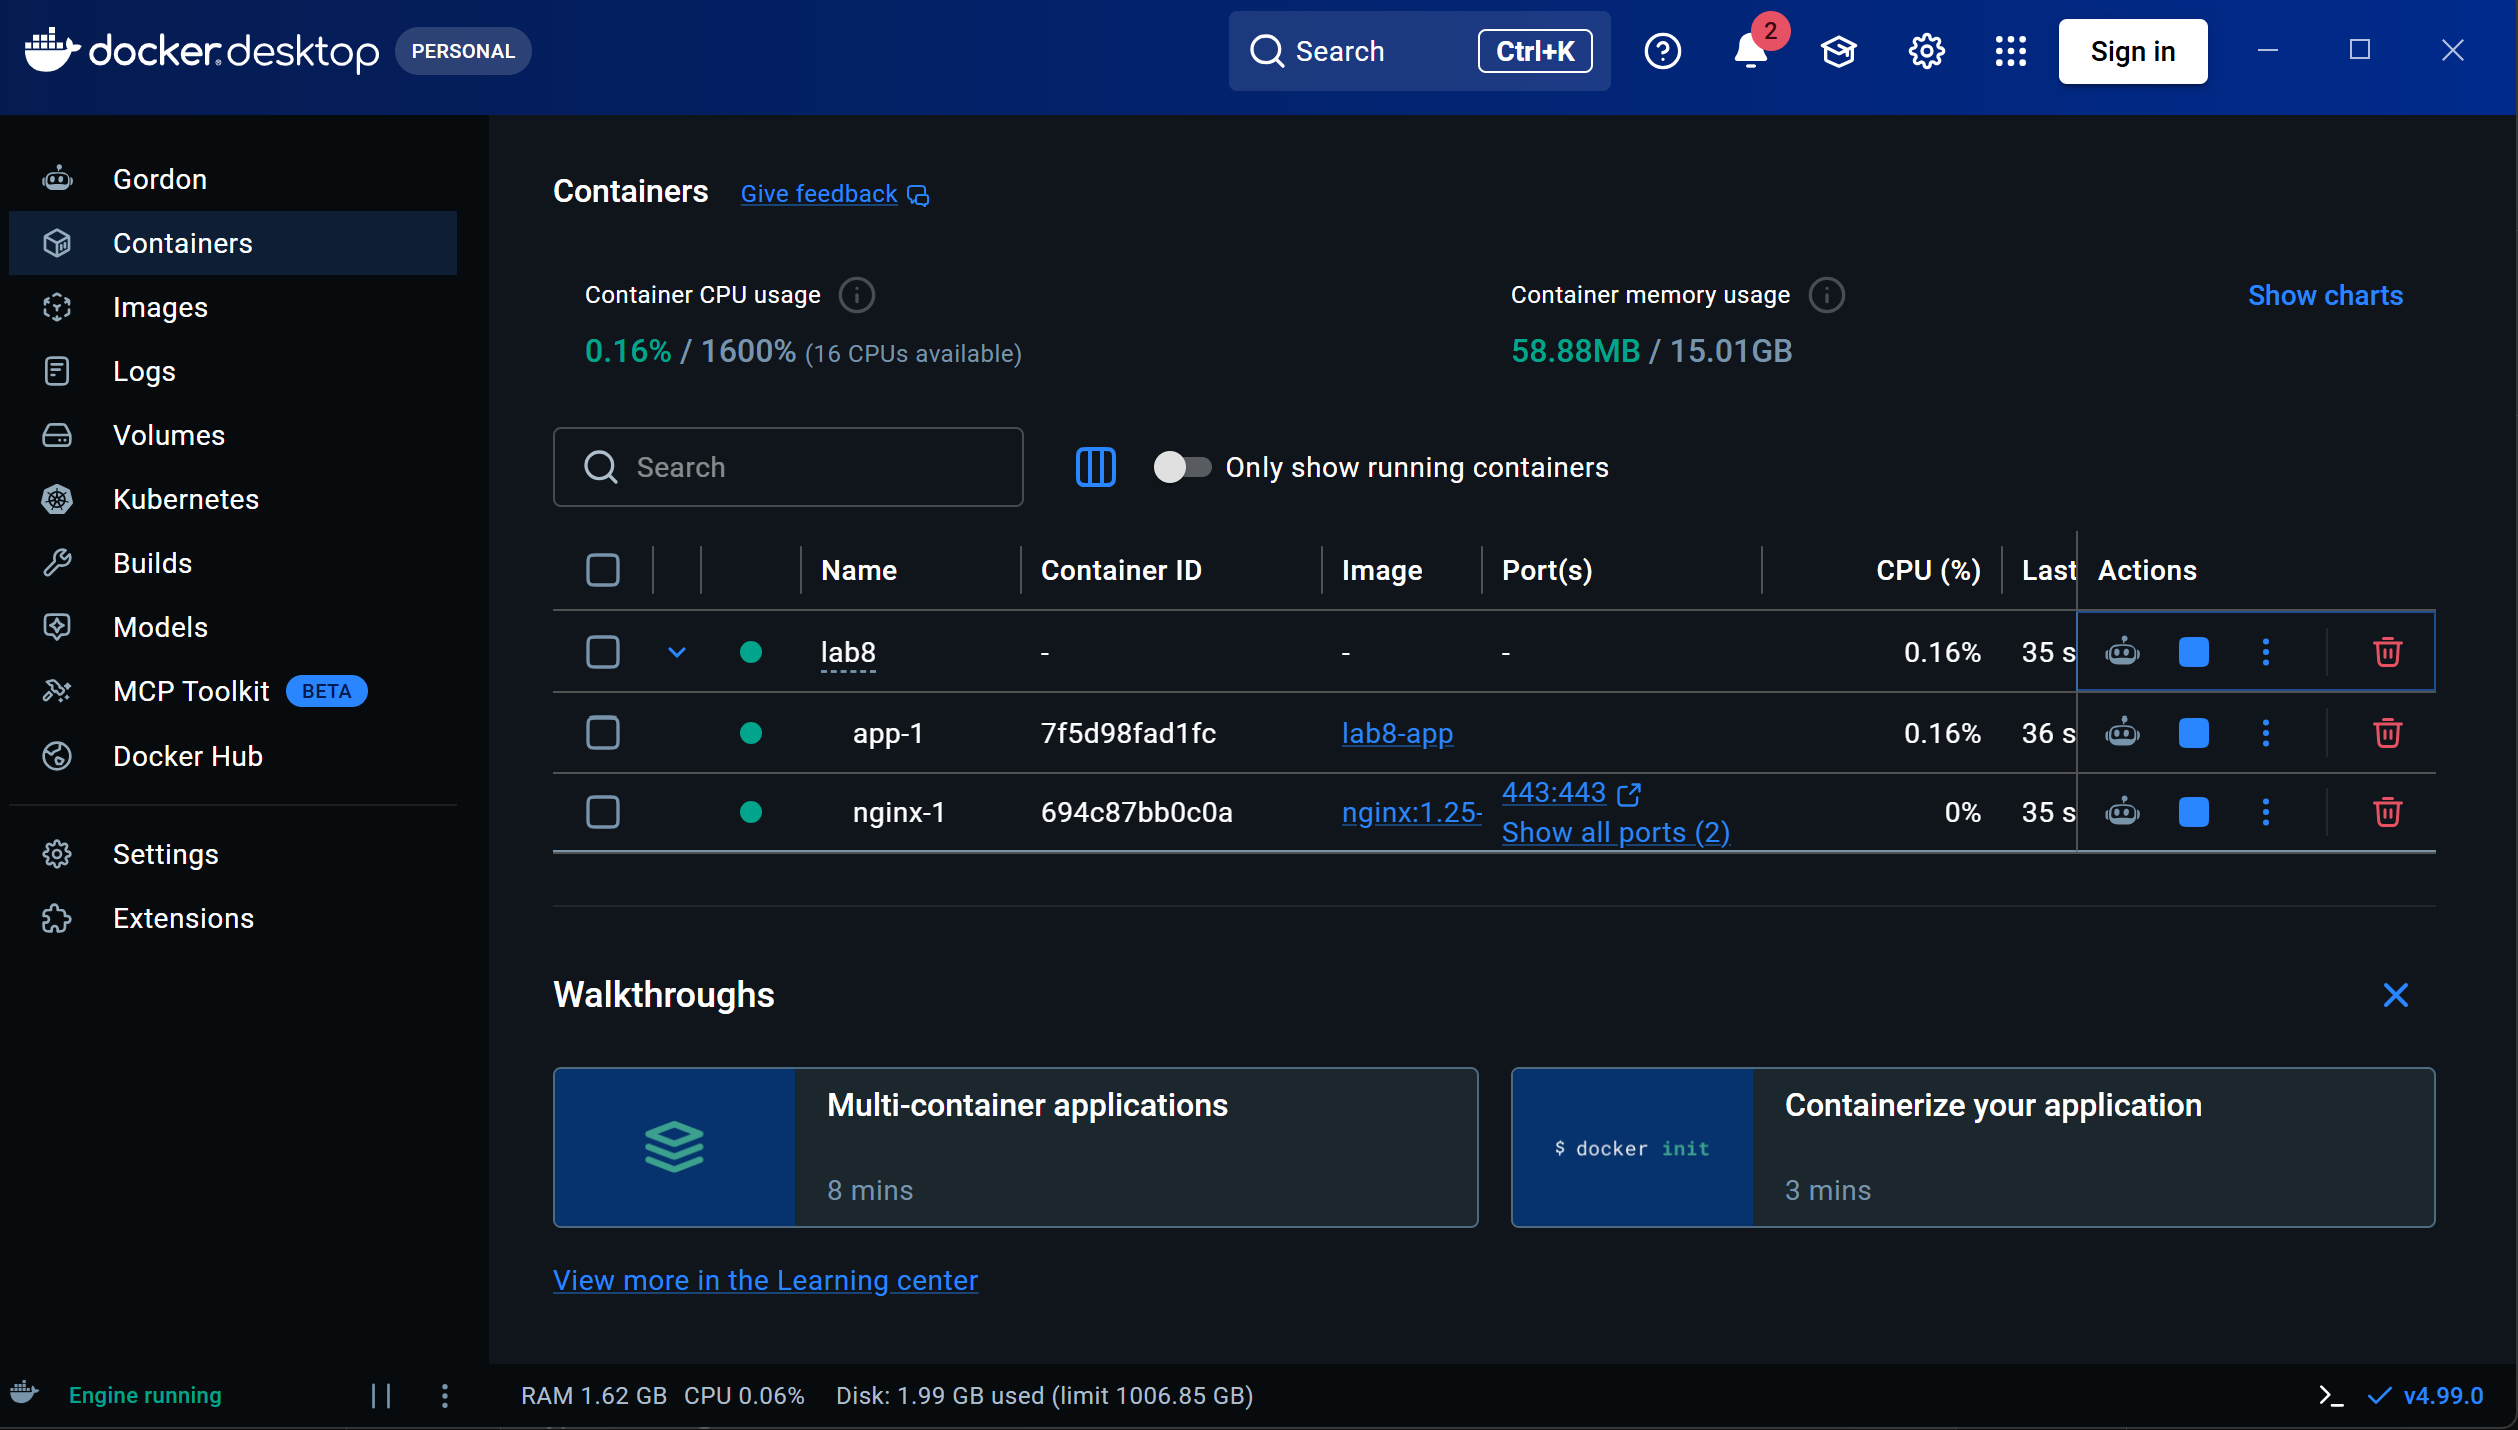 docker desktop PERSONAL
Search Ctrl+K
2
Sign in
Gordon
Containers
Images
Logs
Volumes
Kubernetes
Builds
Models
MCP Toolkit BETA
Docker Hub
Settings
Extensions
Containers Give feedback
Container CPU usage
0.16% / 1600% (16 CPUs available)
Container memory usage
58.88MB / 15.01GB
Show charts
Search
Only show running containers
Name Container ID Image Port(s) CPU (%) Last Actions
lab8 - - - 0.16% 35 s
app-1 7f5d98fad1fc lab8-app 0.16% 36 s
nginx-1 694c87bb0c0a nginx:1.25- 443:443 0% 35 s
Show all ports (2)
Walkthroughs
Multi-container applications
8 mins
$ docker init
Containerize your application
3 mins
View more in the Learning center
Engine running
RAM 1.62 GB CPU 0.06% Disk: 1.99 GB used (limit 1006.85 GB)
v4.99.0